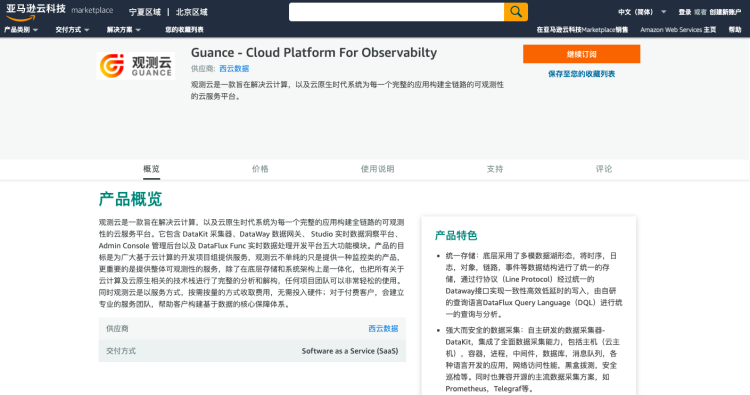 亚马逊云科技 marketplace 宁夏区域 | 北京区域
中文（简体） 登录 或者 创建新账户
产品类别 交付方式 解决方案 您的收藏列表
在亚马逊云科技Marketplace销售 Amazon Web Services 主页 帮助
观测云
GUANCE
Guance - Cloud Platform For Observabilty
供应商: 西云数据
观测云是一款旨在解决云计算，以及云原生时代系统为每一个完整的应用构建全链路的可观测性
的云服务平台。
继续订阅
保存至您的收藏列表
概览 价格 使用说明 支持 评论
产品概览
观测云是一款旨在解决云计算，以及云原生时代系统为每一个完整的应用构建全链路的可观测
性的云服务平台。它包含 DataKit 采集器、DataWay 数据网关、 Studio 实时数据洞察平台、
Admin Console 管理后台以及 DataFlux Func 实时数据处理开发平台五大功能模块。产品的目
标是为广大基于云计算的开发项目组提供服务，观测云不单纯的只是提供一种监控类的产品，
更重要的是提供整体可观测性的服务，除了在底层存储和系统架构上是一体化，也把所有关于
云计算及云原生相关的技术栈进行了完整的分析和解构，任何项目团队可以非常轻松的使用。
同时观测云是以服务方式，按需按量的方式收取费用，无需投入硬件；对于付费客户，会建立
专业的服务团队，帮助客户构建基于数据的核心保障体系。
供应商 西云数据
交付方式 Software as a Service (SaaS)
产品特色
• 统一存储：底层采用了多模数据湖形态，将时序，日
志，对象，链路，事件等数据结构进行了统一的存
储，通过行协议（Line Protocol）经过统一的
Dataway接口实现一致性高效低延时的写入，由自研
的查询语言DataFlux Query Language（DQL）进行统
一的查询与分析。
• 强大而安全的数据采集：自主研发的数据采集器-
DataKit，集成了全面数据采集能力，包括主机（云主
机），容器，进程，中间件，数据库，消息队列，各
种语言开发的应用，网络访问性能，黑盒拨测，安全
巡检等。同时也兼容开源的主流数据采集方案，如
Prometheus，Telegraf等。